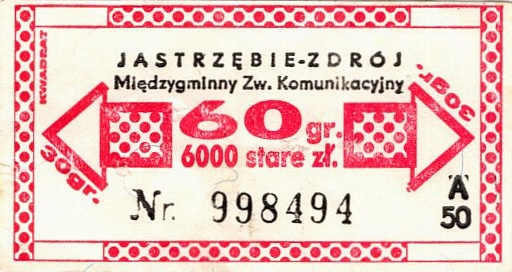 KWADRAT
JASTRZĘBIE-ZDRÓJ
Międzygminny Zw. Komunikacyjny
30gr.
60 gr.
30gr.
6000 stare zł.
Nr. 998494
A
50